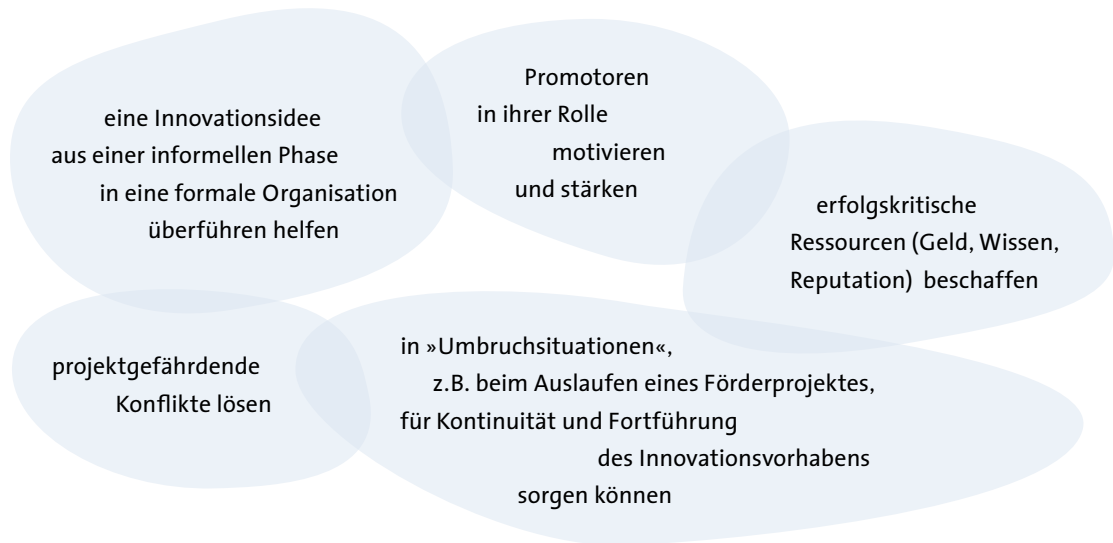 eine Innovationsidee
aus einer informellen Phase
in eine formale Organisation
überführen helfen
Promotoren
in ihrer Rolle
motivieren
und stärken
erfolgskritische
Ressourcen (Geld, Wissen,
Reputation) beschaffen
projektgefährdende
Konflikte lösen
in »Umbruchsituationen«,
z.B. beim Auslaufen eines Förderprojektes,
für Kontinuität und Fortführung
des Innovationsvorhabens
sorgen können